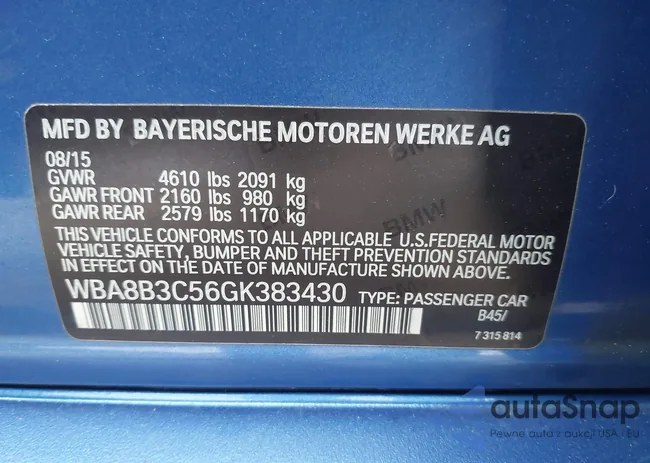 MFD BY BAYERISCHE MOTOREN WERKE AG
08/15
GVWR 4610 lbs 2091 kg
GAWR FRONT 2160 lbs 980 kg
GAWR REAR 2579 lbs 1170 kg
THIS VEHICLE CONFORMS TO ALL APPLICABLE U.S.FEDERAL MOTOR
VEHICLE SAFETY, BUMPER AND THEFT PREVENTION STANDARDS
IN EFFECT ON THE DATE OF MANUFACTURE SHOWN ABOVE.
WBA8B3C56GK383430 TYPE: PASSENGER CAR
B45/
7 315 814
BMW
autoSnap
Pewne auta z aukcji USA - EU